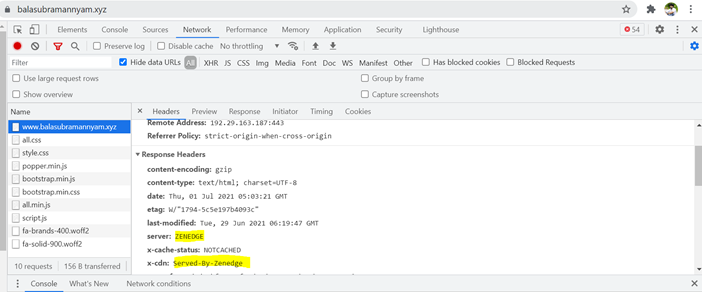 balasubramannyam.xyz
Elements Console Sources Network Performance Memory Application Security Lighthouse 54
Preserve log Disable cache No throttling
Filter Hide data URLs All XHR JS CSS Img Media Font Doc WS Manifest Other Has blocked cookies Blocked Requests
Use large request rows Group by frame
Show overview Capture screenshots
Name Headers Preview Response Initiator Timing Cookies
www.balasubramannyam.xyz
all.css
style.css
popper.min.js
bootstrap.min.js
bootstrap.min.css
all.min.js
script.js
fa-brands-400.woff2
fa-solid-900.woff2
Remote Address: 192.29.163.187:443
Referrer Policy: strict-origin-when-cross-origin
Response Headers
content-encoding: gzip
content-type: text/html; charset=UTF-8
date: Thu, 01 Jul 2021 05:03:21 GMT
etag: W/"1794-5c5e197b4093c"
last-modified: Tue, 29 Jun 2021 06:19:47 GMT
server: ZENEDGE
x-cache-status: NOTCACHED
x-cdn: Served-By-Zenedge
10 requests 156 B transferred
Console What's New Network conditions